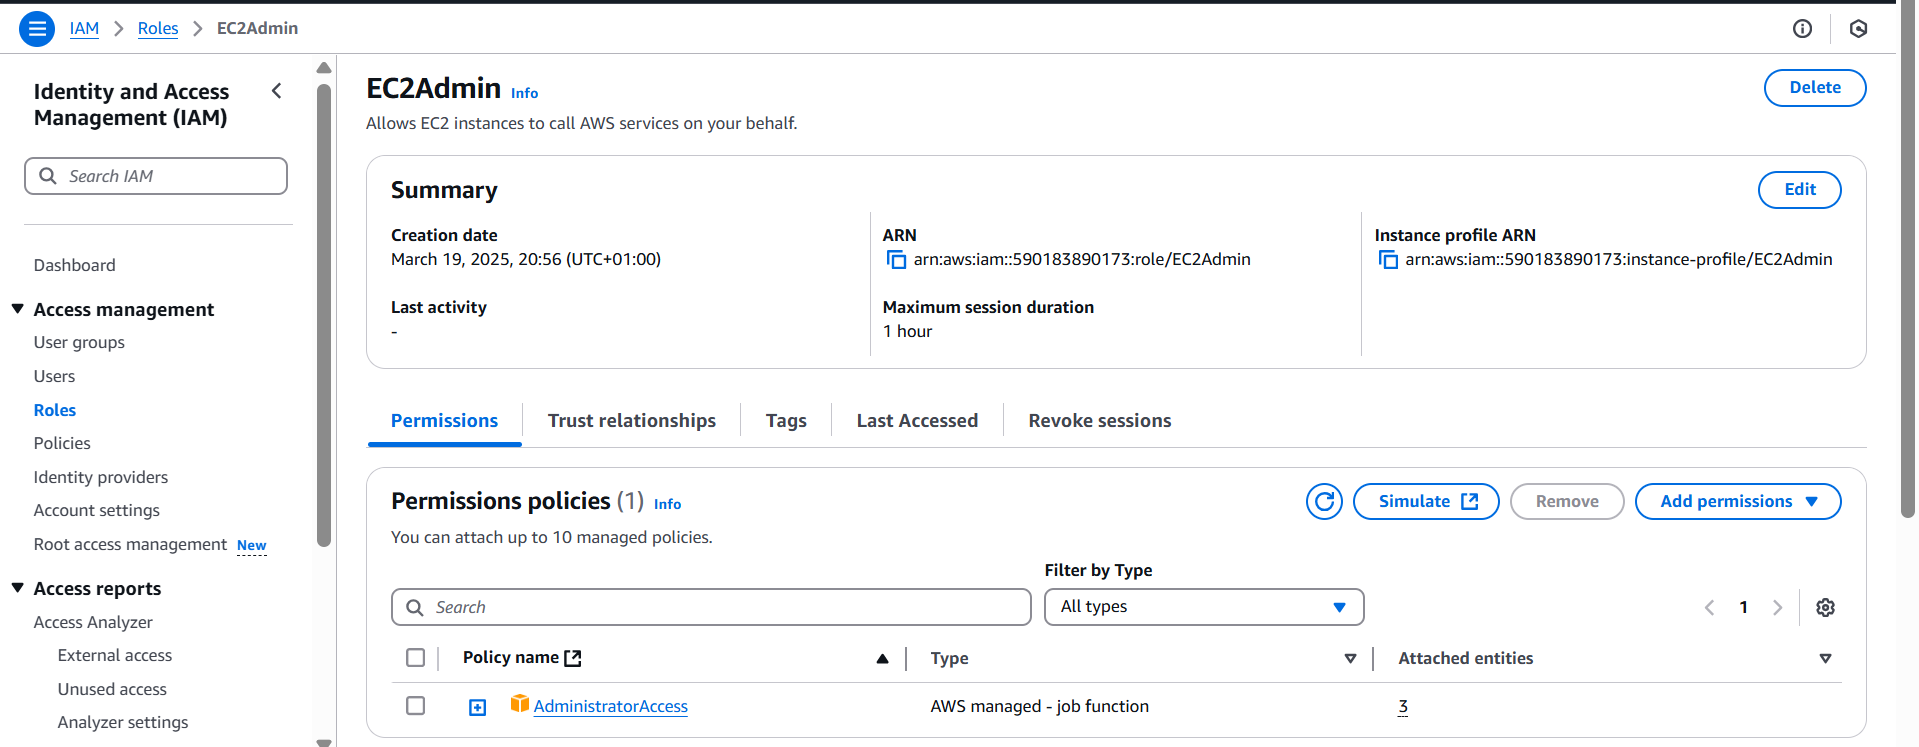 IAM > Roles > EC2Admin
Identity and Access
Management (IAM)
Search IAM
Dashboard
Access management
User groups
Users
Roles
Policies
Identity providers
Account settings
Root access management New
Access reports
Access Analyzer
External access
Unused access
Analyzer settings
EC2Admin Info
Delete
Allows EC2 instances to call AWS services on your behalf.
Summary
Edit
Creation date
March 19, 2025, 20:56 (UTC+01:00)
ARN
arn:aws:iam::590183890173:role/EC2Admin
Instance profile ARN
arn:aws:iam::590183890173:instance-profile/EC2Admin
Last activity
-
Maximum session duration
1 hour
Permissions
Trust relationships
Tags
Last Accessed
Revoke sessions
Permissions policies (1) Info
Simulate
Remove
Add permissions
You can attach up to 10 managed policies.
Filter by Type
Search
All types
1
Policy name
Type
Attached entities
AdministratorAccess
AWS managed - job function
3